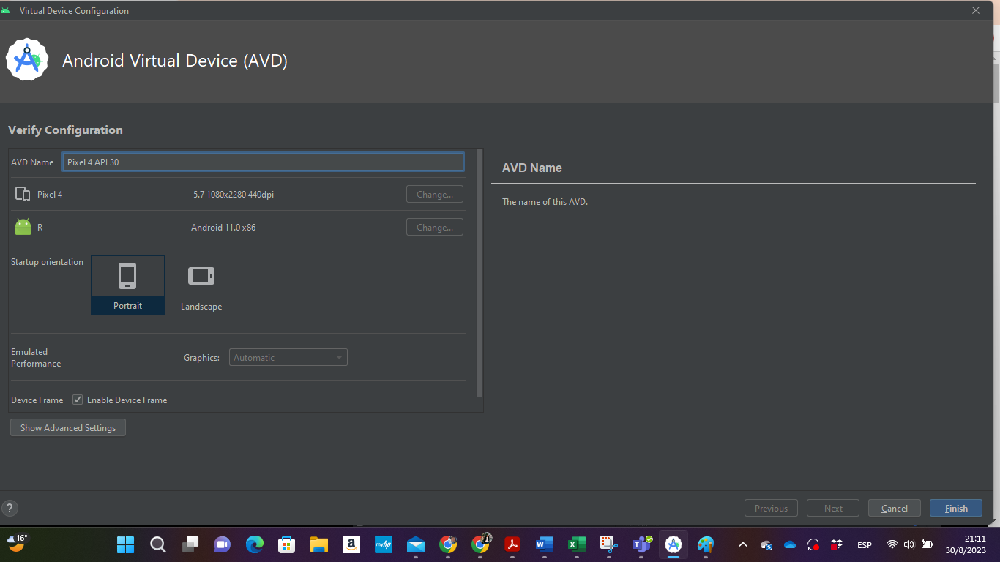 Virtual Device Configuration
Android Virtual Device (AVD)
Verify Configuration
AVD Name
Pixel 4 API 30
Pixel 4
5.7 1080x2280 440dpi
Change...
R
Android 11.0 x86
Change...
Startup orientation
Portrait
Landscape
Emulated
Performance
Graphics:
Automatic
Device Frame
Enable Device Frame
Show Advanced Settings
AVD Name
The name of this AVD.
?
Previous
Next
Cancel
Finish
16°
a
myhp
W
X
T
ESP
21:11
30/8/2023